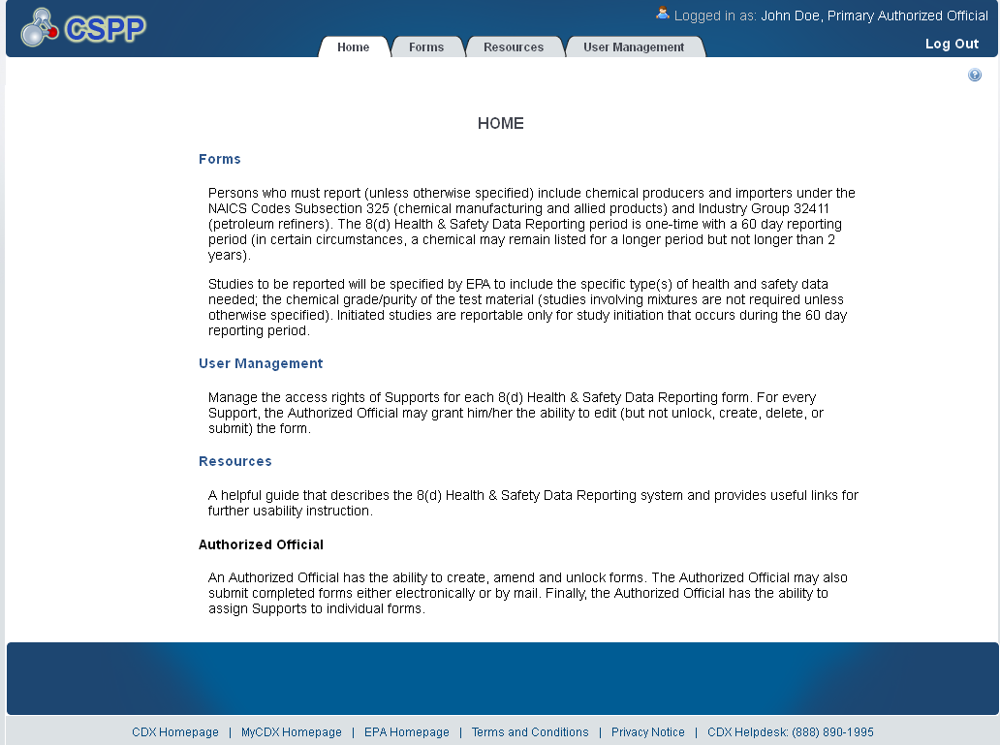 CSPP
Logged in as: John Doe, Primary Authorized Official
Home
Forms
Resources
User Management
Log Out
?
HOME
Forms
Persons who must report (unless otherwise specified) include chemical producers and importers under the
NAICS Codes Subsection 325 (chemical manufacturing and allied products) and Industry Group 32411
(petroleum refiners). The 8(d) Health & Safety Data Reporting period is one-time with a 60 day reporting
period (in certain circumstances, a chemical may remain listed for a longer period but not longer than 2
years).
Studies to be reported will be specified by EPA to include the specific type(s) of health and safety data
needed; the chemical grade/purity of the test material (studies involving mixtures are not required unless
otherwise specified). Initiated studies are reportable only for study initiation that occurs during the 60 day
reporting period.
User Management
Manage the access rights of Supports for each 8(d) Health & Safety Data Reporting form. For every
Support, the Authorized Official may grant him/her the ability to edit (but not unlock, create, delete, or
submit) the form.
Resources
A helpful guide that describes the 8(d) Health & Safety Data Reporting system and provides useful links for
further usability instruction.
Authorized Official
An Authorized Official has the ability to create, amend and unlock forms. The Authorized Official may also
submit completed forms either electronically or by mail. Finally, the Authorized Official has the ability to
assign Supports to individual forms.
CDX Homepage | MyCDX Homepage | EPA Homepage | Terms and Conditions | Privacy Notice | CDX Helpdesk: (888) 890-1995